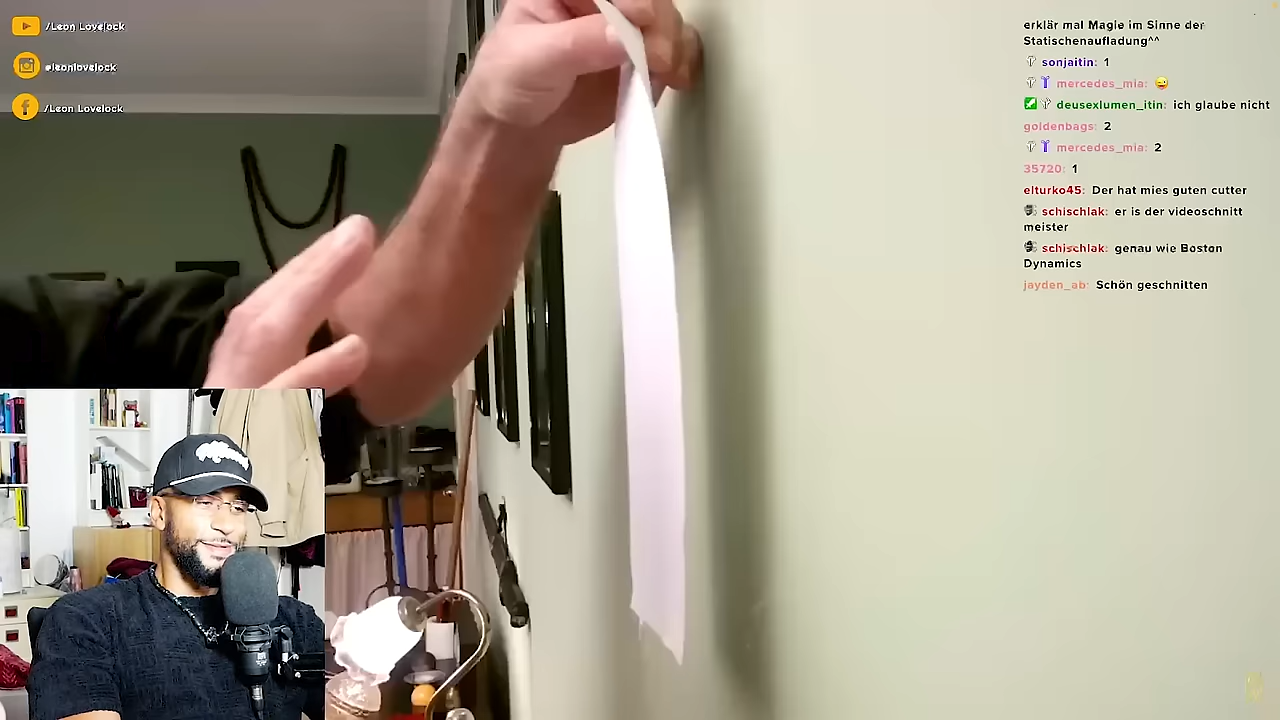 /Leon Lovelock
@leonlovelock
/Leon Lovelock
erklär mal Magie im Sinne der
Statischenaufladung^^
sonjaitin: 1
mercedes_mia: 😜
deusexlumen_itin: ich glaube nicht
goldenbags: 2
mercedes_mia: 2
35720: 1
elturko45: Der hat mies guten cutter
schischlak: er is der videoschnitt
meister
schischlak: genau wie Boston
Dynamics
jayden_ab: Schön geschnitten